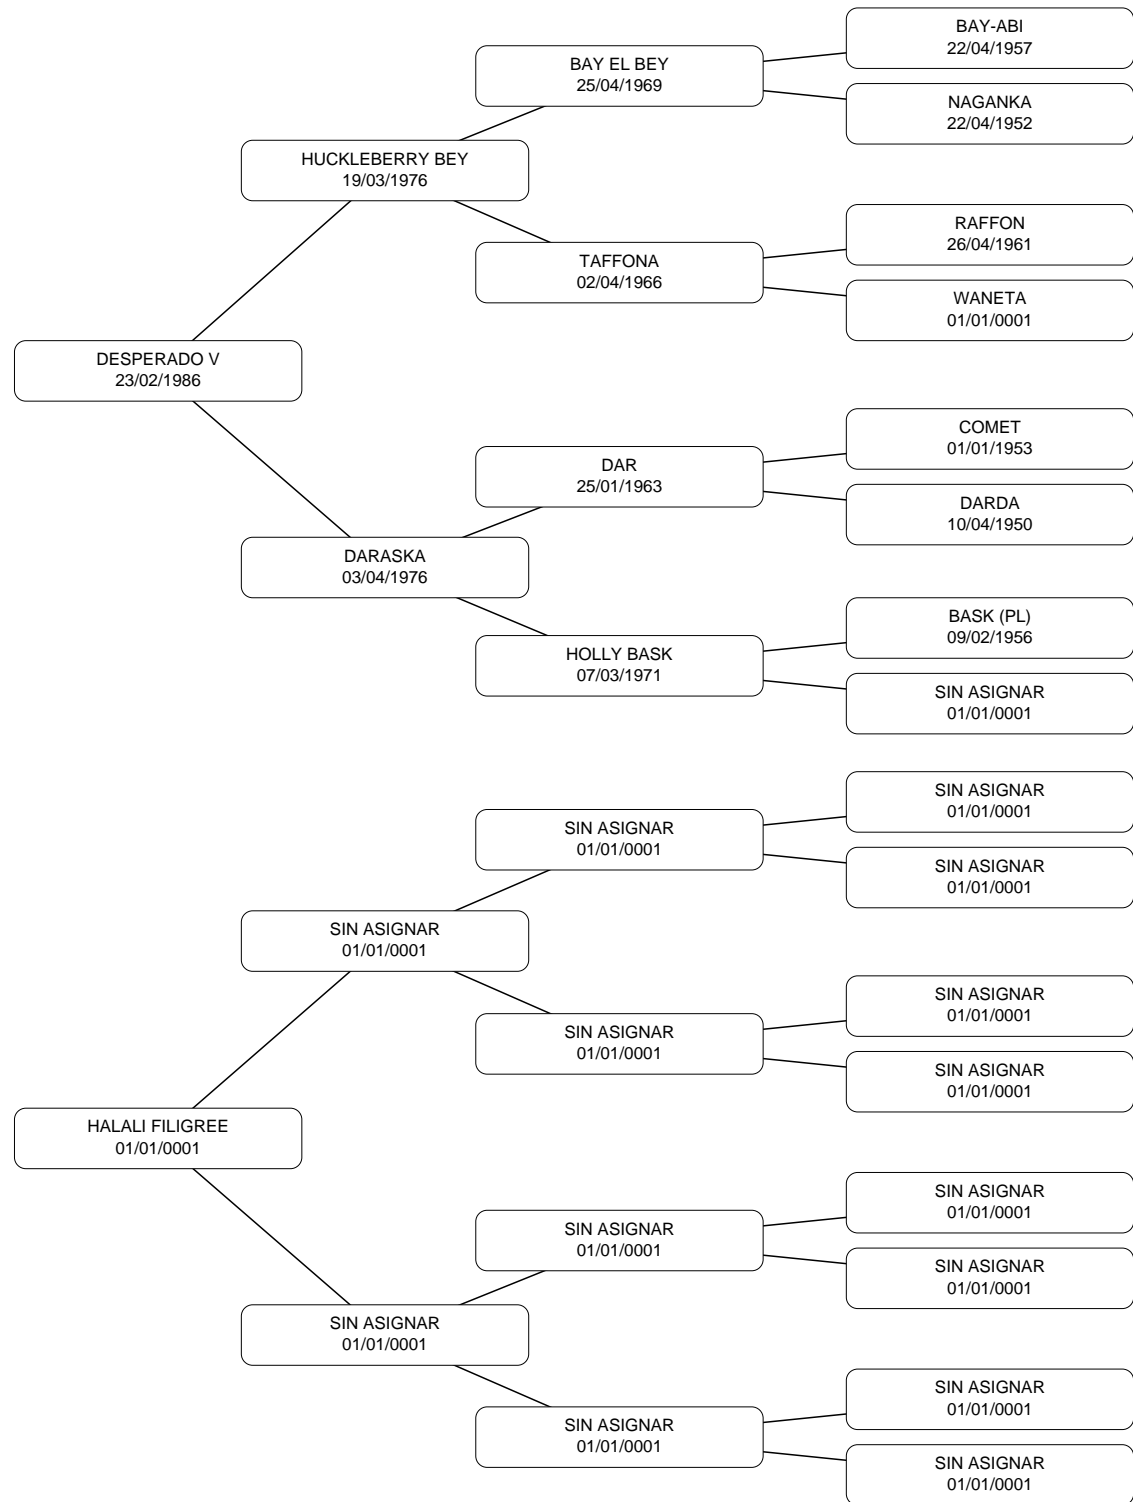 BAY-ABI
22/04/1957
BAY EL BEY
25/04/1969
NAGANKA
22/04/1952
HUCKLEBERRY BEY
19/03/1976
RAFFON
26/04/1961
TAFFONA
02/04/1966
WANETA
01/01/0001
DESPERADO V
23/02/1986
COMET
01/01/1953
DAR
25/01/1963
DARDA
10/04/1950
DARASKA
03/04/1976
BASK (PL)
09/02/1956
HOLLY BASK
07/03/1971
SIN ASIGNAR
01/01/0001
SIN ASIGNAR
01/01/0001
SIN ASIGNAR
01/01/0001
SIN ASIGNAR
01/01/0001
SIN ASIGNAR
01/01/0001
SIN ASIGNAR
01/01/0001
SIN ASIGNAR
01/01/0001
SIN ASIGNAR
01/01/0001
HALALI FILIGREE
01/01/0001
SIN ASIGNAR
01/01/0001
SIN ASIGNAR
01/01/0001
SIN ASIGNAR
01/01/0001
SIN ASIGNAR
01/01/0001
SIN ASIGNAR
01/01/0001
SIN ASIGNAR
01/01/0001
SIN ASIGNAR
01/01/0001